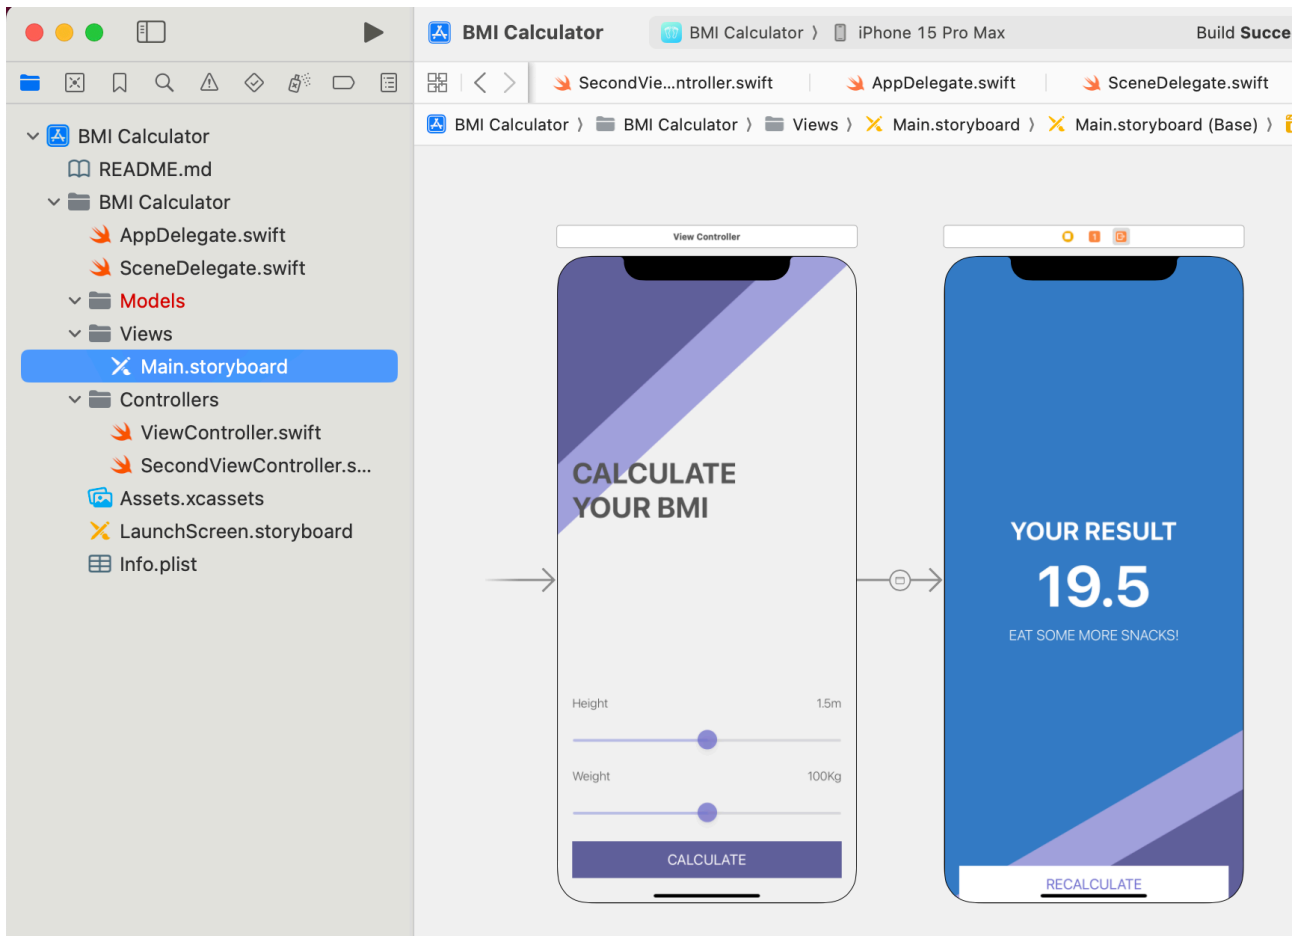 BMI Calculator
BMI Calculator
iPhone 15 Pro Max
Build Succe
SecondVie...ntroller.swift
AppDelegate.swift
SceneDelegate.swift
BMI Calculator
BMI Calculator
Views
Main.storyboard
Main.storyboard (Base)
BMI Calculator
README.md
BMI Calculator
AppDelegate.swift
SceneDelegate.swift
Models
Views
Main.storyboard
Controllers
ViewController.swift
SecondViewController.s...
Assets.xcassets
LaunchScreen.storyboard
Info.plist
View Controller
CALCULATE
YOUR BMI
Height
1.5m
Weight
100Kg
CALCULATE
1
YOUR RESULT
19.5
EAT SOME MORE SNACKS!
RECALCULATE